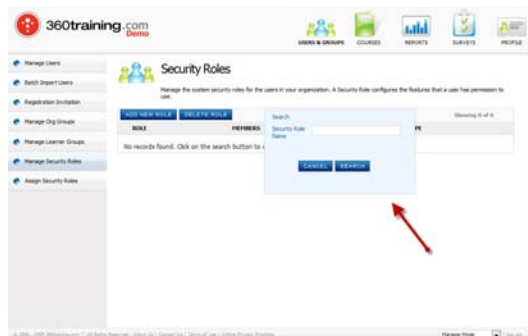 360training.com
Demo
USERS & GROUPS COURSES REPORTS SURVEYS PROFILE
Manage Users
Batch Import Users
Registration Invitation
Manage Org Groups
Manage Learner Groups
Manage Security Roles
Assign Security Roles
Security Roles
Manage the system security roles for the users in your organization. A Security Role configures the features that a user has permission to
use.
ADD NEW ROLE DELETE ROLE
Showing 0 of 0
ROLE MEMBERS
No records found. Click on the search button to
Search
Security Role
Name
CANCEL SEARCH
Manager Mode